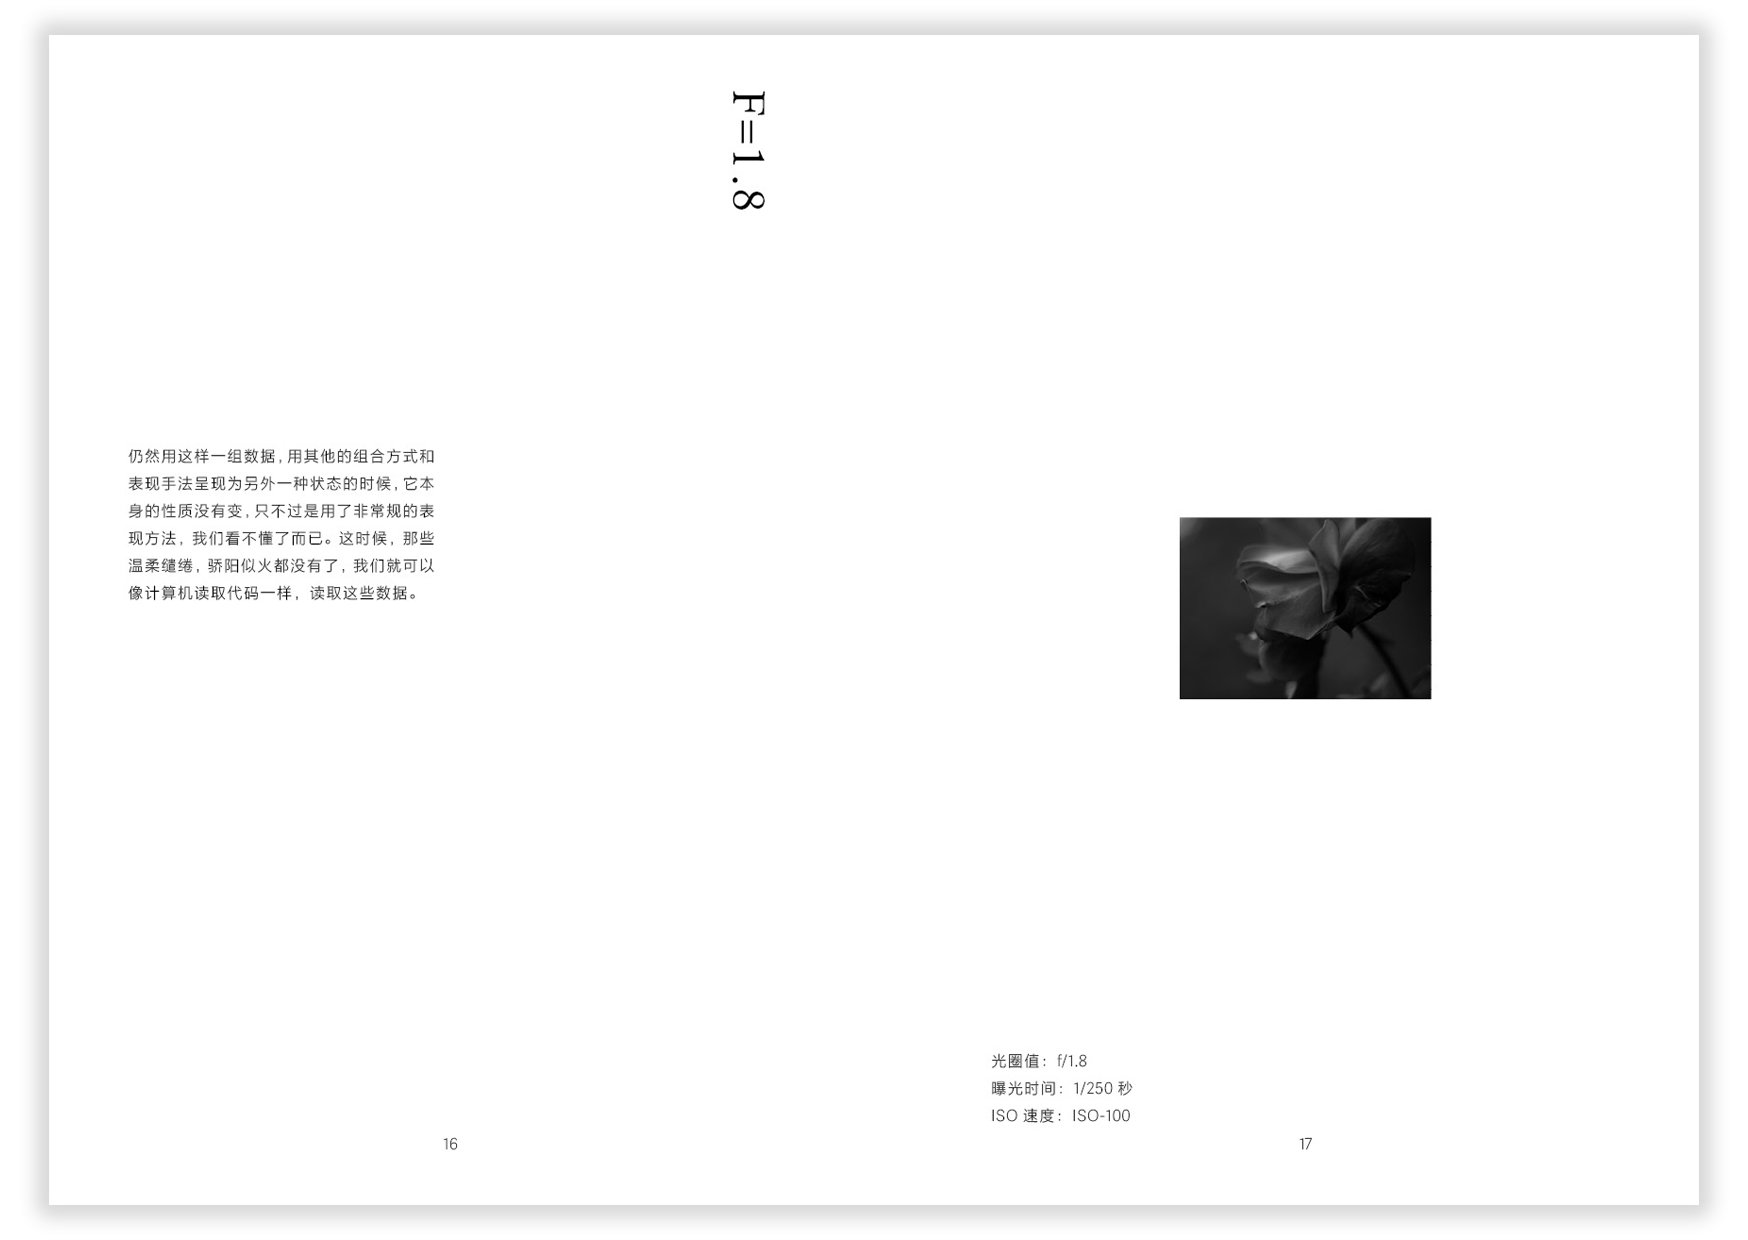 F=1.8
仍然用这样一组数据，用其他的组合方式和
表现手法呈现为另外一种状态的时候，它本
身的性质没有变，只不过是用了非常规的表
现方法，我们看不懂了而已。这时候，那些
温柔缱绻，骄阳似火都没有了，我们就可以
像计算机读取代码一样，读取这些数据。
16
光圈值：f/1.8
曝光时间：1/250 秒
ISO 速度：ISO-100
17